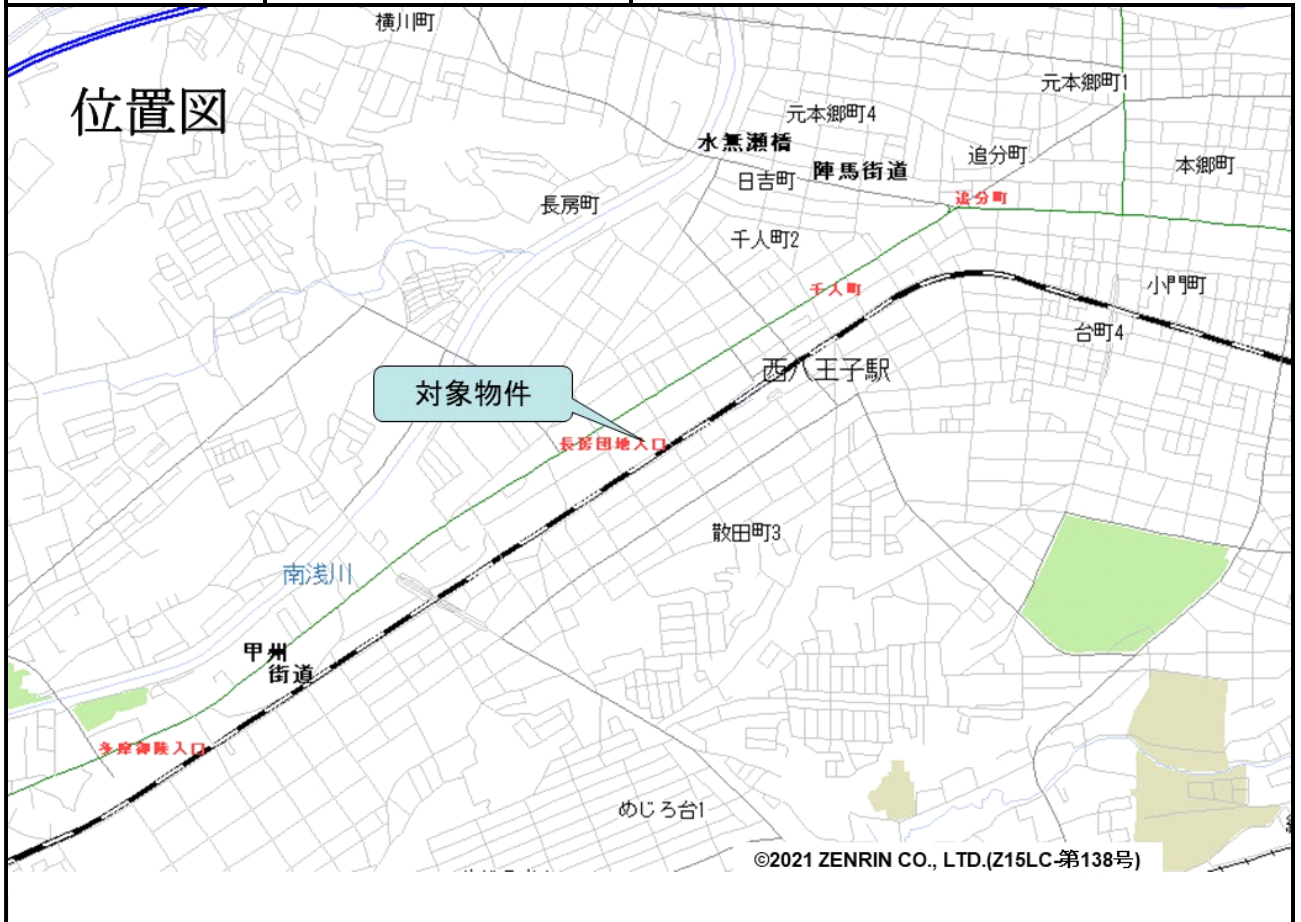 横川町
位置図
元本郷町1
元本郷町4
水無瀬橋
追分町
本郷町
日吉町
陣馬街道
長房町
追分町
千人町2
小門町
千人町
台町4
西八王子駅
対象物件
長房団地入口
散田町3
南浅川
甲州
街道
多摩御陵入口
めじろ台1
©2021 ZENRIN CO., LTD.(Z15LC-第138号)